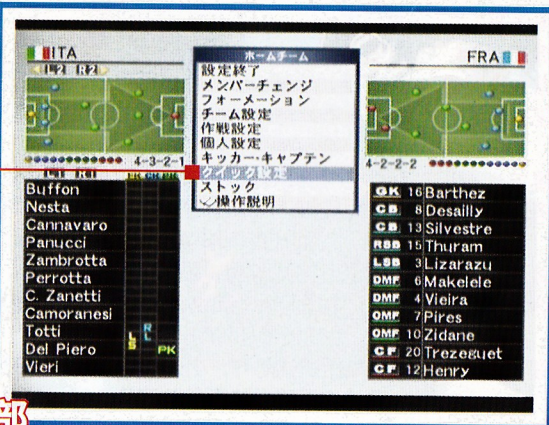 ITA
L2 R2
4-3-2-1
L1 R1
FK CK PK
Buffon
Nesta
Cannavaro
Panucci
Zambrotta
Perrotta
C. Zanetti
Camoranesi
Totti
Del Piero
Vieri
L
S
R
L
PK
ホームチーム
設定終了
メンバーチェンジ
フォーメーション
チーム設定
作戦設定
個人設定
キッカー・キャプテン
クイック設定
ストック
操作説明
FRA
4-2-2-2
GK 16 Barthez
CB 8 Desailly
CB 13 Silvestre
RSB 15 Thuram
LSB 3 Lizarazu
DMF 6 Makelele
DMF 4 Vieira
OMF 7 Pires
OMF 10 Zidane
CF 20 Trezeguet
CF 12 Henry
部